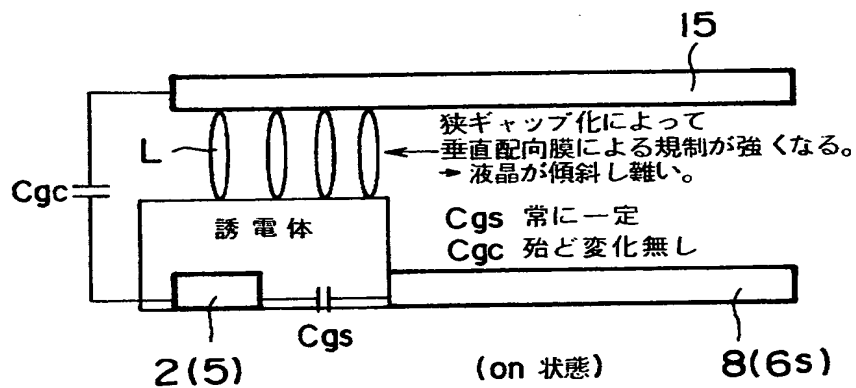 15
狭ギャップ化によって
垂直配向膜による規制が強くなる。
→ 液晶が傾斜し難い。
L
Cgc
誘電体
Cgs 常に一定
Cgc 殆ど変化無し
Cgs
2(5)
(on 状態)
8(6s)